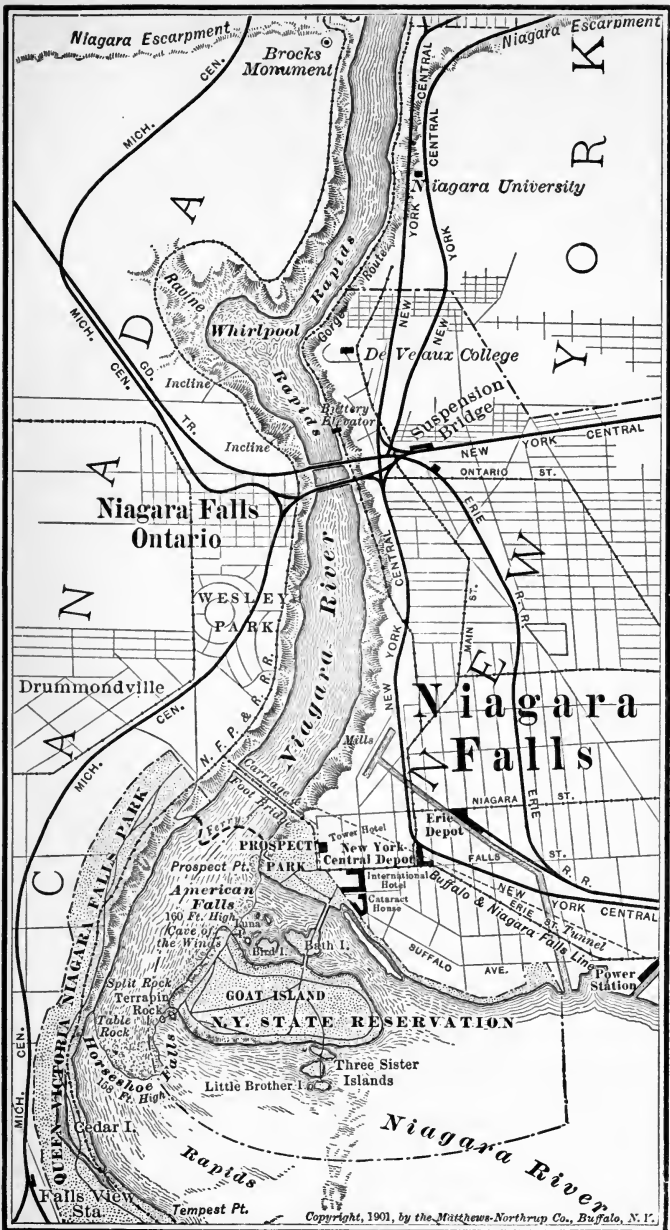 Niagara Escarpment
Brocks
Monument
Niagara Escarpment
CEN.
MICH.
CENTRAL
CENTRAL
NEW YORK
Niagara University
YORK
YORK
NEW
NEW
CANADA
Ravine
Rapids
Gorge Route
Whirlpool
De Veaux College
MICH.
CEN.
GD.
TR.
Incline
Rapids
Battery
Elevator
Incline
Suspension
Bridge
NEW YORK CENTRAL
ONTARIO ST.
Niagara Falls
Ontario
ERIE
R. R.
CENTRAL
Niagara River
WESLEY
PARK
MAIN ST.
NEW YORK
Drummondville
Niagara
Falls
MICH.
CEN.
N. F. P. & R. R. R.
Mills
Carriage &
Foot Bridge
NIAGARA ST.
ERIE
R. R.
Erie
Depot
Ferry
PROSPECT
PARK
Tower Hotel
New York
Central Depot
FALLS ST.
Prospect Pt.
International
Hotel
American
Falls
160 Ft. High
Cataract
House
NEW YORK CENTRAL
ERIE ST.
Tunnel
Buffalo & Niagara Falls Line
Luna
I.
Cave of
the Winds
Bird I.
Bath I.
BUFFALO AVE.
Power
Station
Split Rock
Terrapin
Rock
Table
Rock
GOAT ISLAND
N.Y. STATE RESERVATION
QUEEN VICTORIA NIAGARA FALLS PARK
Horseshoe Falls
158 Ft. High
Three Sister
Islands
Little Brother I.
MICH.
CEN.
Cedar I.
Niagara River
Rapids
Falls View
Sta.
Tempest Pt.
Copyright, 1901, by the Matthews-Northrup Co., Buffalo, N. Y.